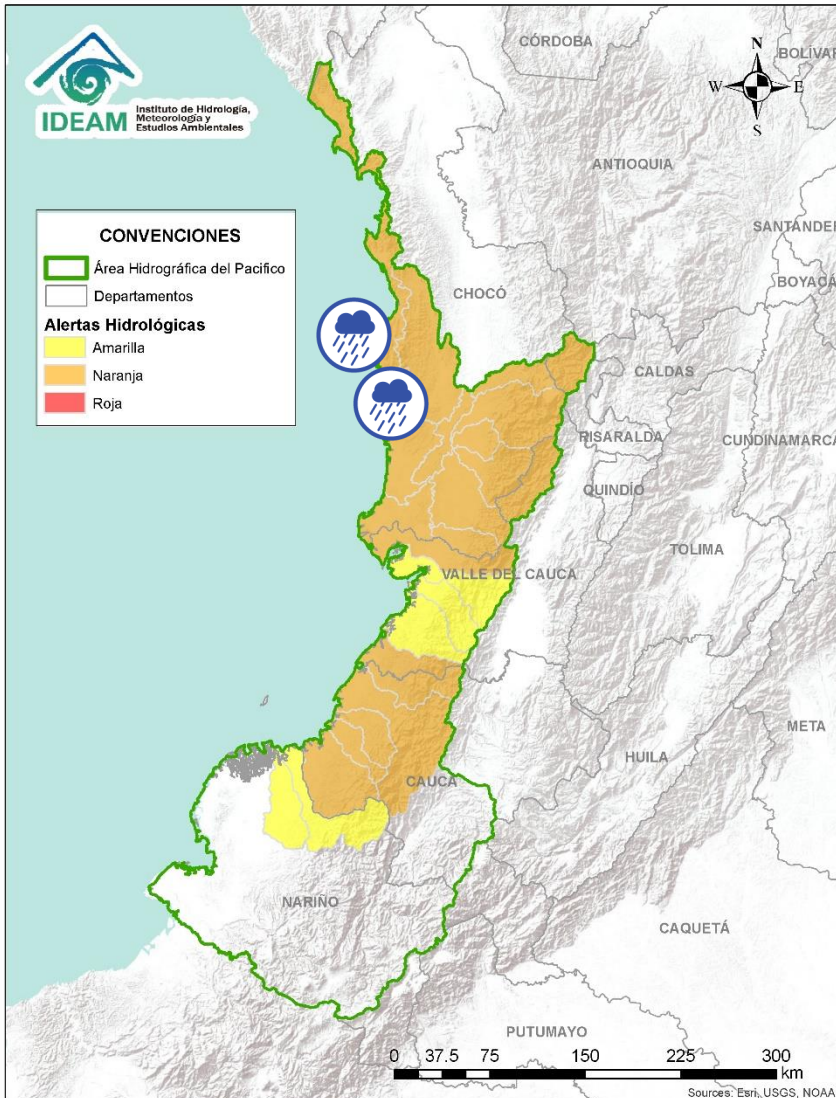 IDEAM
Instituto de Hidrología,
Meteorología y
Estudios Ambientales
N
W E
S
CÓRDOBA
BOLÍVAR
ANTIOQUIA
SANTANDER
BOYACÁ
CHOCÓ
CALDAS
RISARALDA
CUNDINAMARCA
QUINDÍO
TOLIMA
VALLE DEL CAUCA
META
HUILA
CAUCA
NARIÑO
CAQUETÁ
PUTUMAYO
CONVENCIONES
Área Hidrográfica del Pacifico
Departamentos
Alertas Hidrológicas
Amarilla
Naranja
Roja
0 37.5 75 150 225 300
km
Sources: Esri, USGS, NOAA